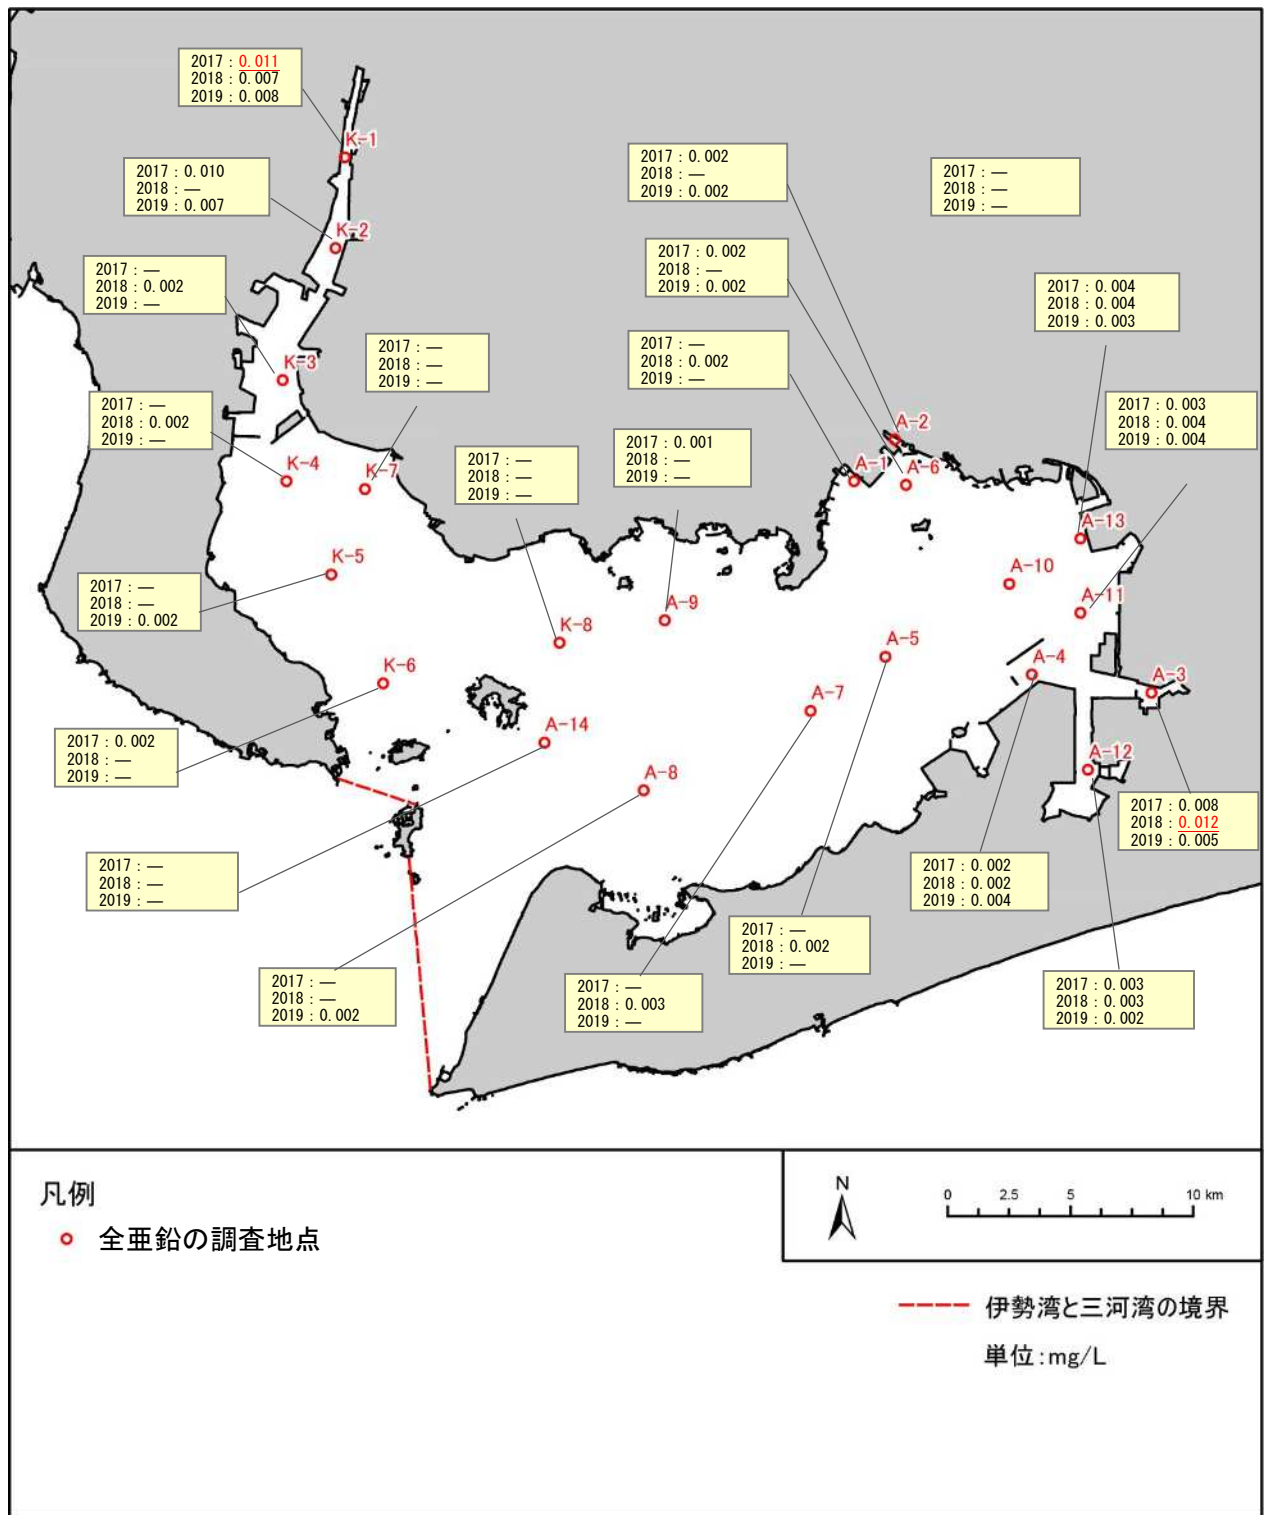 2017：0.011
2018：0.007
2019：0.008
K-1
2017：0.010
2018：―
2019：0.007
K-2
2017：―
2018：0.002
2019：―
K-3
2017：―
2018：―
2019：―
K-7
2017：―
2018：0.002
2019：―
K-4
2017：―
2018：―
2019：0.002
K-5
2017：0.002
2018：―
2019：―
K-6
2017：―
2018：―
2019：―
K-8
2017：0.001
2018：―
2019：―
A-9
2017：0.002
2018：―
2019：0.002
A-2
2017：0.002
2018：―
2019：0.002
A-6
2017：―
2018：0.002
2019：―
A-1
2017：―
2018：―
2019：―
A-10
2017：0.004
2018：0.004
2019：0.003
A-13
2017：0.003
2018：0.004
2019：0.004
A-11
A-5
A-4
A-3
A-7
A-14
A-8
A-12
2017：0.008
2018：0.012
2019：0.005
2017：―
2018：―
2019：―
2017：0.002
2018：0.002
2019：0.004
2017：―
2018：0.002
2019：―
2017：―
2018：―
2019：0.002
2017：―
2018：0.003
2019：―
2017：0.003
2018：0.003
2019：0.002
凡例
全亜鉛の調査地点
N
0 2.5 5 10 km
伊勢湾と三河湾の境界
単位：mg/L